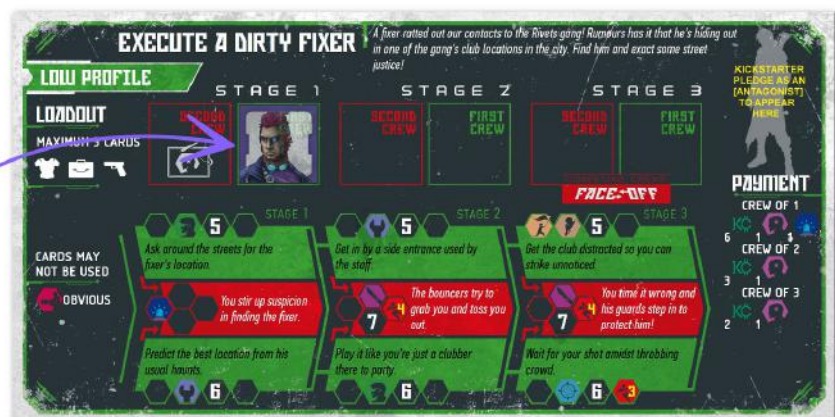 EXECUTE A DIRTY FIXER
A fixer ratted out our contacts to the Rivets gang! Rumours has it that he's hiding out
in one of the gang's club locations in the city. Find him and exact some street
justice!
LOW PROFILE
KICKSTARTER
PLEDGE AS AN
[ANTAGONIST]
TO APPEAR
HERE
STAGE 1
STAGE 2
STAGE 3
LOADOUT
MAXIMUM 3 CARDS
SECOND
CREW
SECOND
CREW
FIRST
CREW
SECOND
CREW
FIRST
CREW
FACE-OFF
PAYMENT
CREW OF 1
KC
6 1
CREW OF 2
KC
3 1
CREW OF 3
KC
2 1
STAGE 1
5
Ask around the streets for the
fixer's location.
You stir up suspicion
in finding the fixer.
Predict the best location from his
usual haunts.
6
STAGE 2
5
Get in by a side entrance used by
the staff.
7
4
The bouncers try to
grab you and toss you
out.
Play it like you're just a clubber
there to party.
6
STAGE 3
5
Get the club distracted so you can
strike unnoticed.
7
4
You time it wrong and
his guards step in to
protect him!
Wait for your shot amidst throbbing
crowd.
6
3
CARDS MAY
NOT BE USED
OBVIOUS